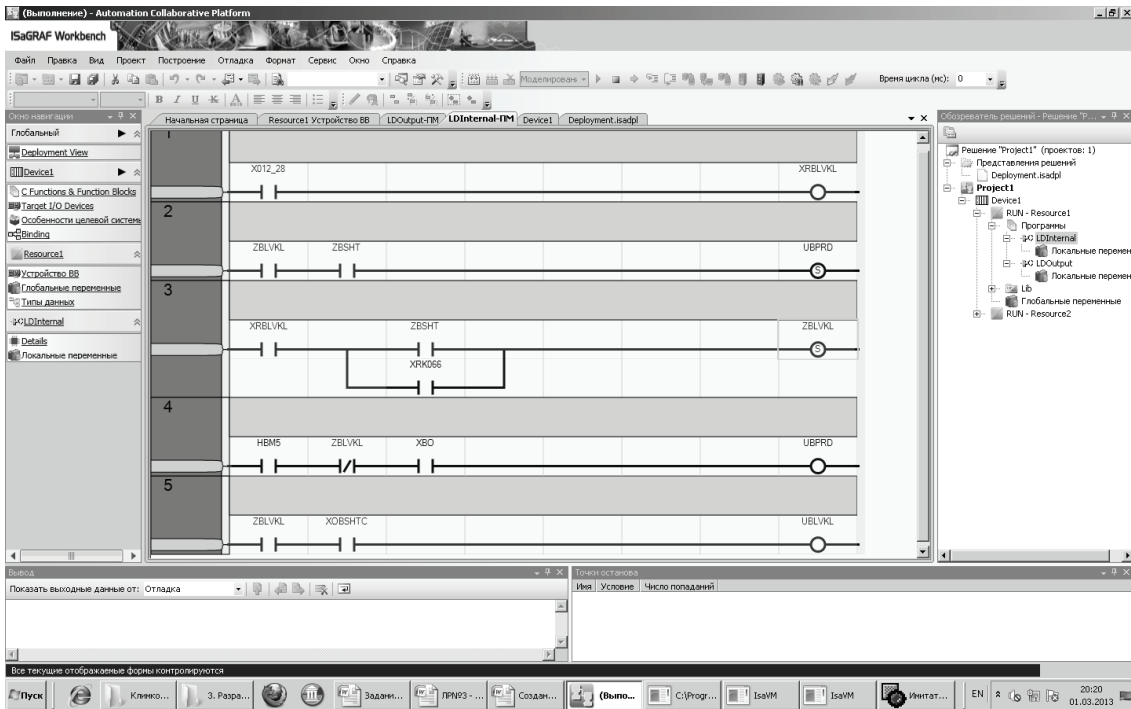 (Выполнение) - Automation Collaborative Platform
ISaGRAF Workbench
Файл Правка Вид Проект Построение Отладка Формат Сервис Окно Справка
Моделирован Время цикла (нс): 0
Окно навигации
Глобальный
Deployment View
Device1
C Functions & Function Blocks
Target I/O Devices
Особенности целевой системы
Binding
Resource1
Устройство ВВ
Глобальные переменные
Типы данных
LDInternal
Details
Локальные переменные
Начальная страница Resource1 Устройство ВВ LDOutput-ПМ LDInternal-ПМ Device1 Deployment.isadpl
1
X012_28 XRBLVKL
2
ZBLVKL ZBSHT UBPRD
S
3
XRBLVKL ZBSHT ZBLVKL
S
XRK066
4
HBM5 ZBLVKL XBO UBPRD
5
ZBLVKL XOBSHTC UBLVKL
Обозреватель решений - Решение "P...
Решение "Project1" (проектов: 1)
Представления решений
Deployment.isadpl
Project1
Device1
RUN - Resource1
Программы
LDInternal
Локальные перемен
LDOutput
Локальные перемен
Lib
Глобальные переменные
RUN - Resource2
Вывод
Показать выходные данные от: Отладка
Точки останова
Имя Условие Число попаданий
Все текущие отображаемые формы контролируются
Пуск Клинко... 3. Разра... Задани... ЛР№3 - ... Создан... (Выпо... C:\Progr... IsaVM IsaVM Имитат... EN 20:20
01.03.2013